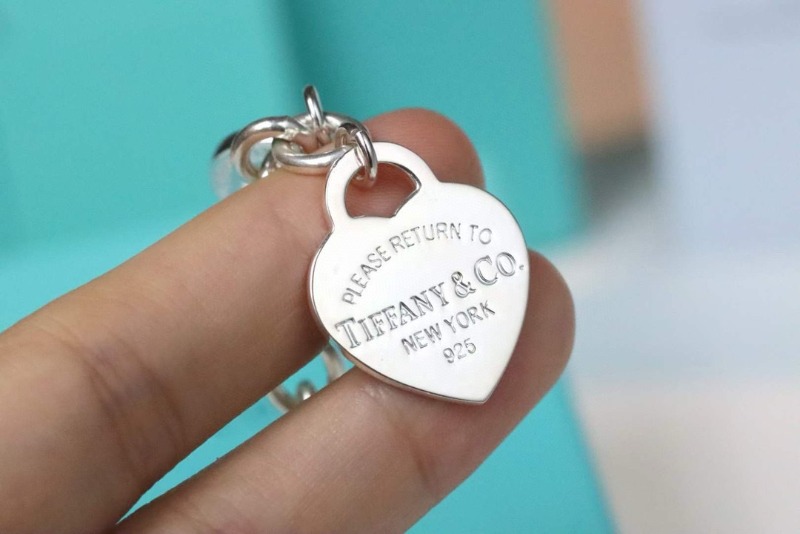 PLEASE RETURN TO
TIFFANY & CO.
NEW YORK
925